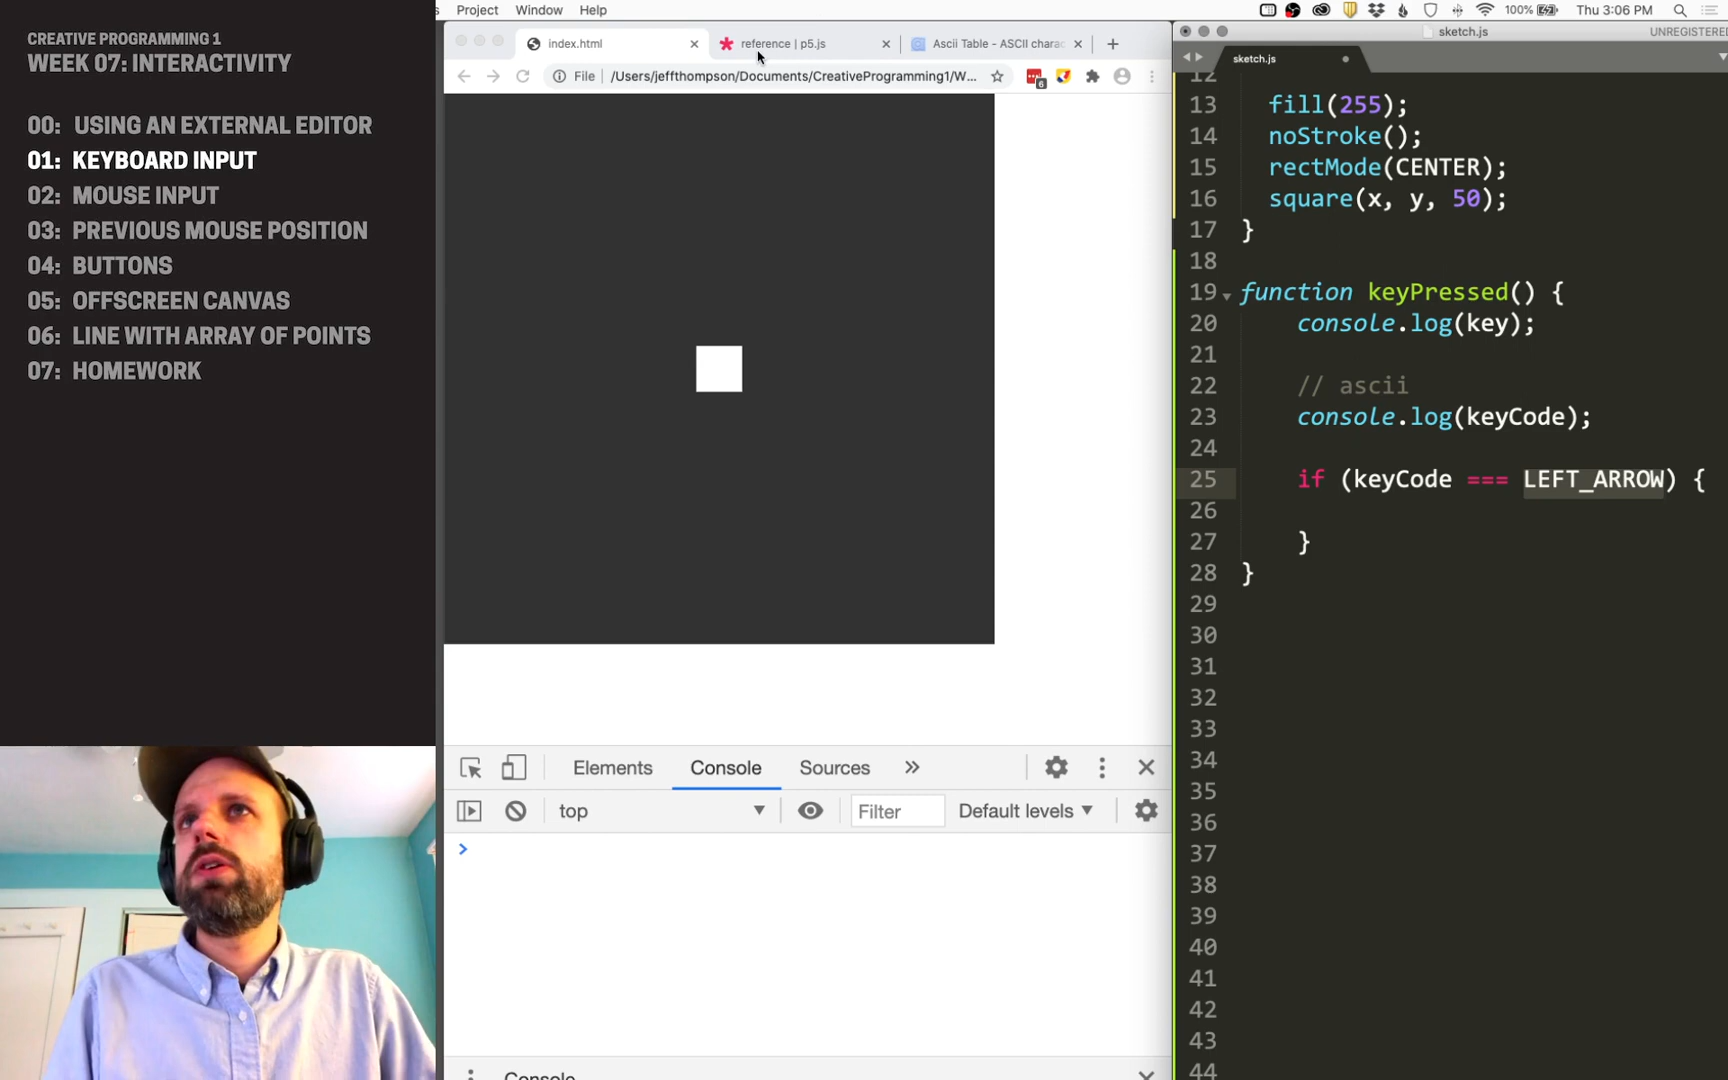 Project Window Help
100% Thu 3:06 PM
CREATIVE PROGRAMMING 1
WEEK 07: INTERACTIVITY
00: USING AN EXTERNAL EDITOR
01: KEYBOARD INPUT
02: MOUSE INPUT
03: PREVIOUS MOUSE POSITION
04: BUTTONS
05: OFFSCREEN CANVAS
06: LINE WITH ARRAY OF POINTS
07: HOMEWORK
index.html
reference | p5.js
Ascii Table - ASCII charac
File /Users/jeffthompson/Documents/CreativeProgramming1/W...
6
Elements Console Sources
top Filter Default levels
>
Console
sketch.js UNREGISTERED
sketch.js
12
13 fill(255);
14 noStroke();
15 rectMode(CENTER);
16 square(x, y, 50);
17 }
18
19 function keyPressed() {
20 console.log(key);
21
22 // ascii
23 console.log(keyCode);
24
25 if (keyCode === LEFT_ARROW) {
26
27 }
28 }
29
30
31
32
33
34
35
36
37
38
39
40
41
42
43
44